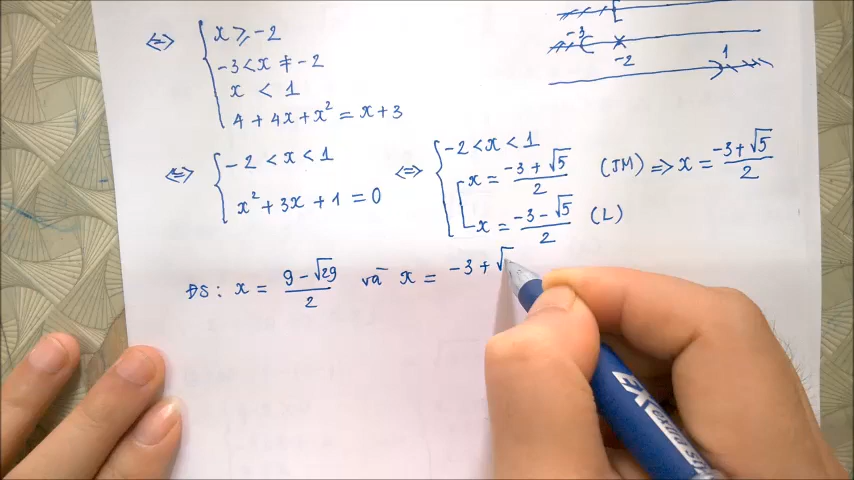 ⇔ { x ≥ -2
-3 < x ≠ -2
x < 1
4 + 4x + x² = x + 3
-3
-2
1
⇔ { -2 < x < 1
x² + 3x + 1 = 0
⇔ { -2 < x < 1
[ x = (-3 + √5)/2 (TM) ⇒ x = (-3 + √5)/2
x = (-3 - √5)/2 (L)
ĐS: x = (9 - √29)/2 và x = -3 + √
EX